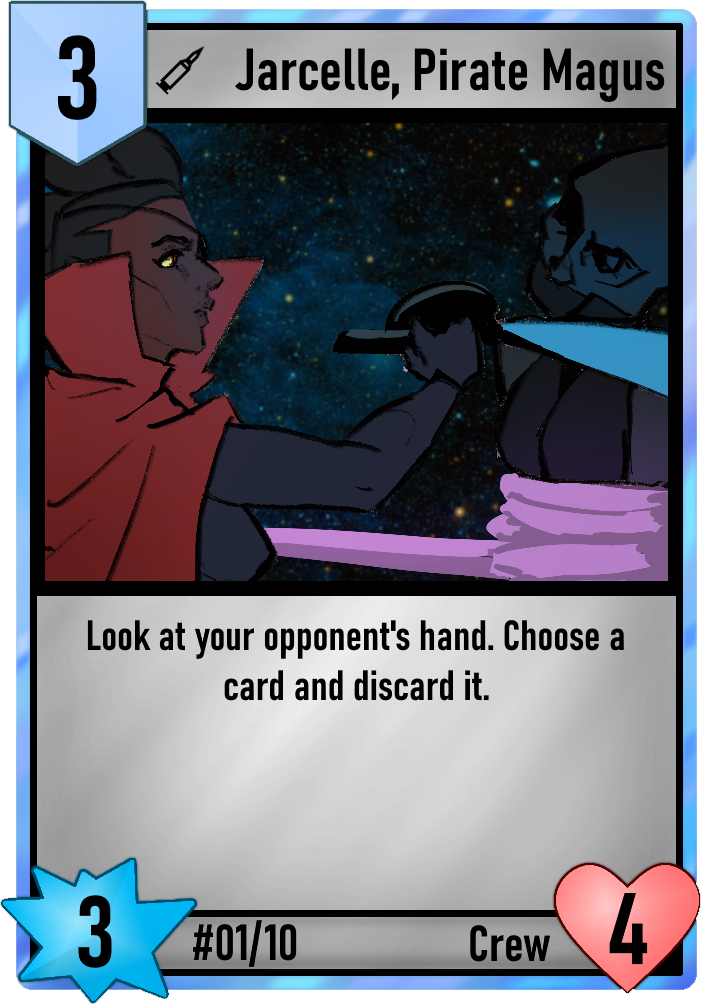 3
Jarcelle, Pirate Magus
Look at your opponent's hand. Choose a
card and discard it.
3
#01/10
Crew
4